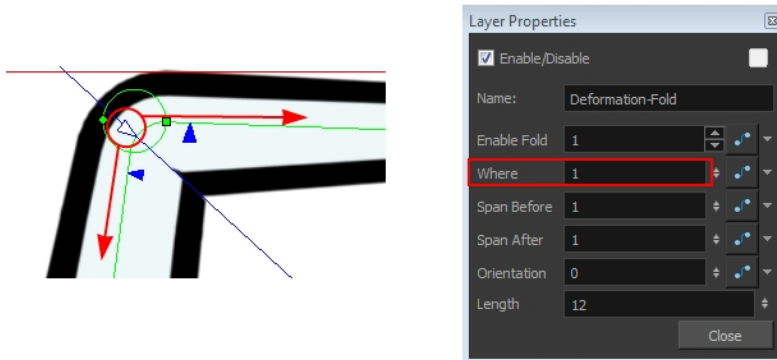 Layer Properties
Enable/Disable
Name: Deformation-Fold
Enable Fold 1
Where 1
Span Before 1
Span After 1
Orientation 0
Length 12
Close